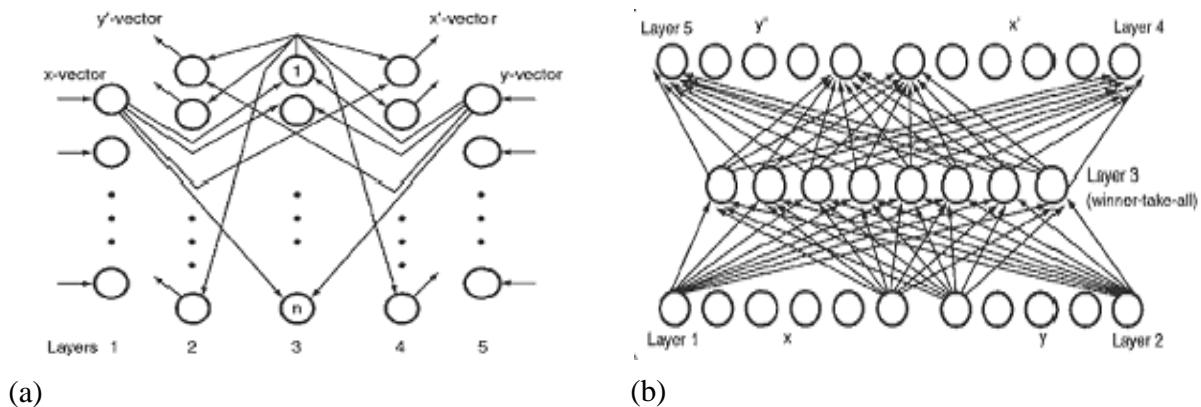 y'-vector
x'-vector
x-vector
1
y-vector
n
Layers 1 2 3 4 5
(a)
Layer 5
y'
x'
Layer 4
Layer 3
(winner-take-all)
Layer 1
x
y
Layer 2
(b)